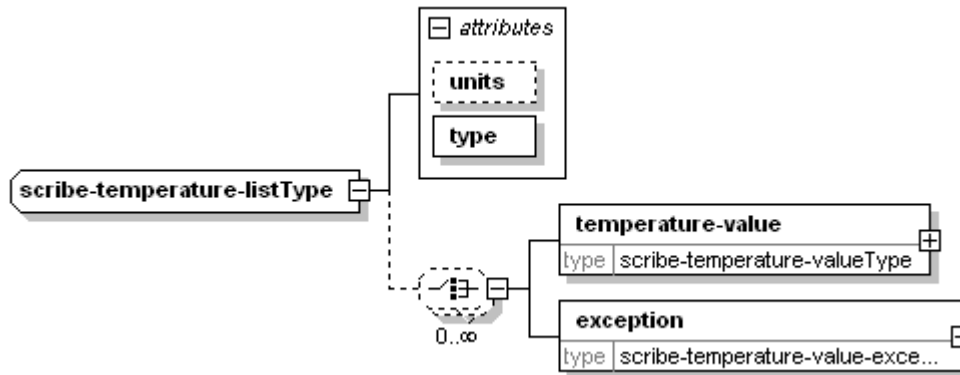 attributes
units
type
scribe-temperature-listType
temperature-value
type scribe-temperature-valueType
0..∞
exception
type scribe-temperature-value-exce...